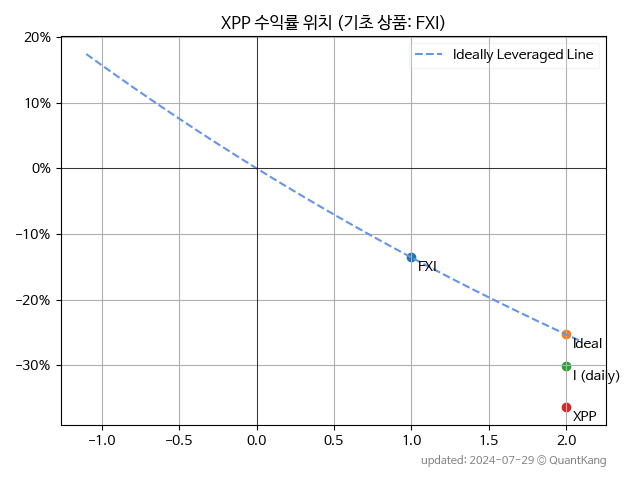 XPP 수익률 위치 (기초 상품: FXI)
20%
Ideally Leveraged Line
10%
0%
−10%
FXI
−20%
Ideal
−30%
I (daily)
XPP
−1.0 −0.5 0.0 0.5 1.0 1.5 2.0
updated: 2024-07-29 © QuantKang